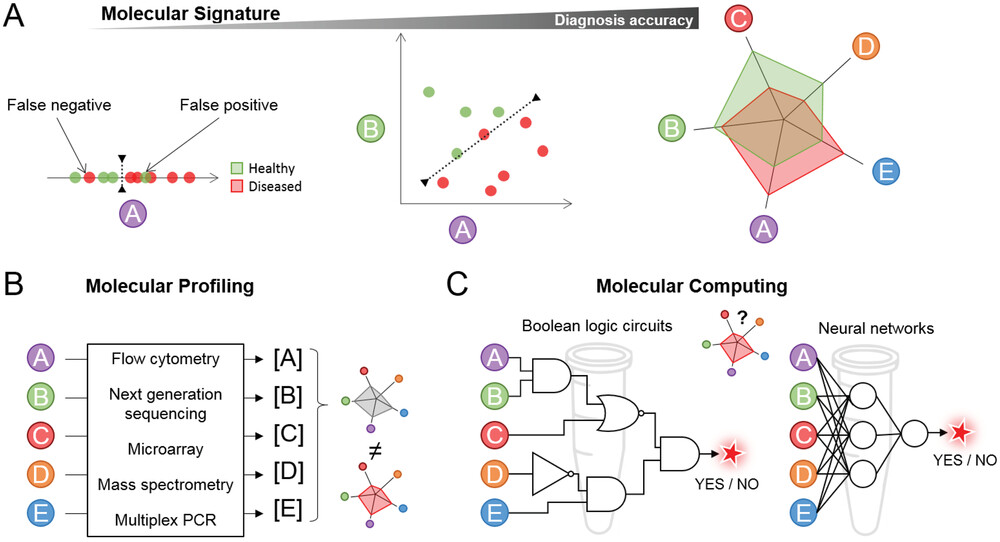 A
Molecular Signature
Diagnosis accuracy
False negative
False positive
Healthy
Diseased
A
B
A
C
D
B
E
A
B
Molecular Profiling
A
B
C
D
E
Flow cytometry
Next generation
sequencing
Microarray
Mass spectrometry
Multiplex PCR
[A]
[B]
[C]
[D]
[E]
≠
C
Molecular Computing
Boolean logic circuits
?
Neural networks
A
B
C
D
E
YES / NO
A
B
C
D
E
YES / NO